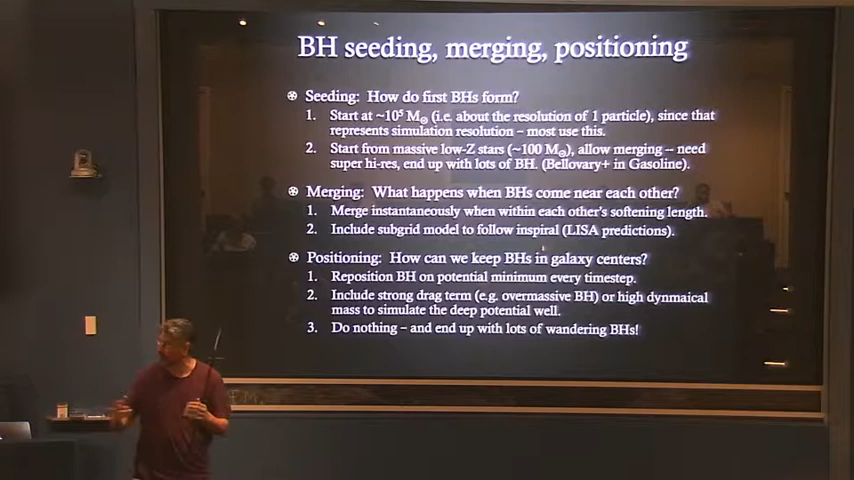 BH seeding, merging, positioning
Seeding: How do first BHs form?
1. Start at ~10⁵ M☉ (i.e. about the resolution of 1 particle), since that
represents simulation resolution – most use this.
2. Start from massive low-Z stars (~100 M☉), allow merging – need
super hi-res, end up with lots of BH. (Bellovary+ in Gasoline).
Merging: What happens when BHs come near each other?
1. Merge instantaneously when within each other's softening length.
2. Include subgrid model to follow inspiral (LISA predictions).
Positioning: How can we keep BHs in galaxy centers?
1. Reposition BH on potential minimum every timestep.
2. Include strong drag term (e.g. overmassive BH) or high dynmaical
mass to simulate the deep potential well.
3. Do nothing – and end up with lots of wandering BHs!